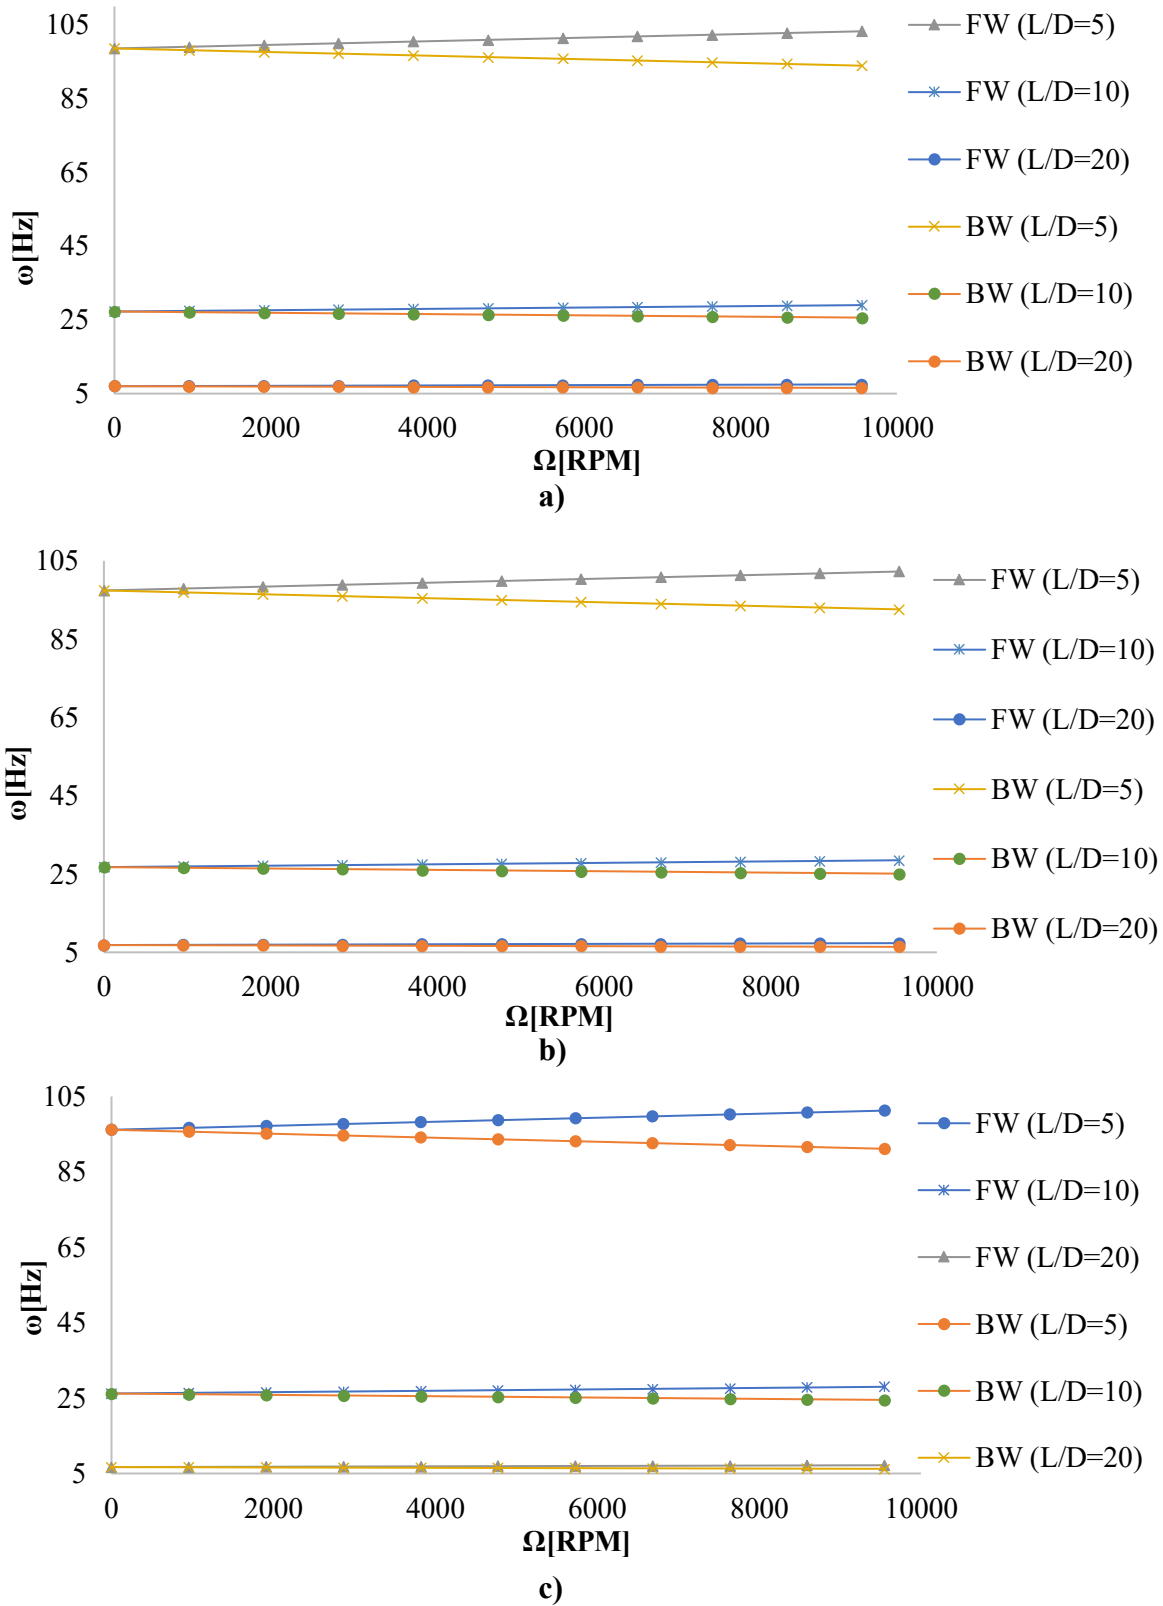 105
85
65
45
25
5
ω[Hz]
0 2000 4000 6000 8000 10000
Ω[RPM]
FW (L/D=5)
FW (L/D=10)
FW (L/D=20)
BW (L/D=5)
BW (L/D=10)
BW (L/D=20)
a)
105
85
65
45
25
5
ω[Hz]
0 2000 4000 6000 8000 10000
Ω[RPM]
FW (L/D=5)
FW (L/D=10)
FW (L/D=20)
BW (L/D=5)
BW (L/D=10)
BW (L/D=20)
b)
105
85
65
45
25
5
ω[Hz]
0 2000 4000 6000 8000 10000
Ω[RPM]
FW (L/D=5)
FW (L/D=10)
FW (L/D=20)
BW (L/D=5)
BW (L/D=10)
BW (L/D=20)
c)